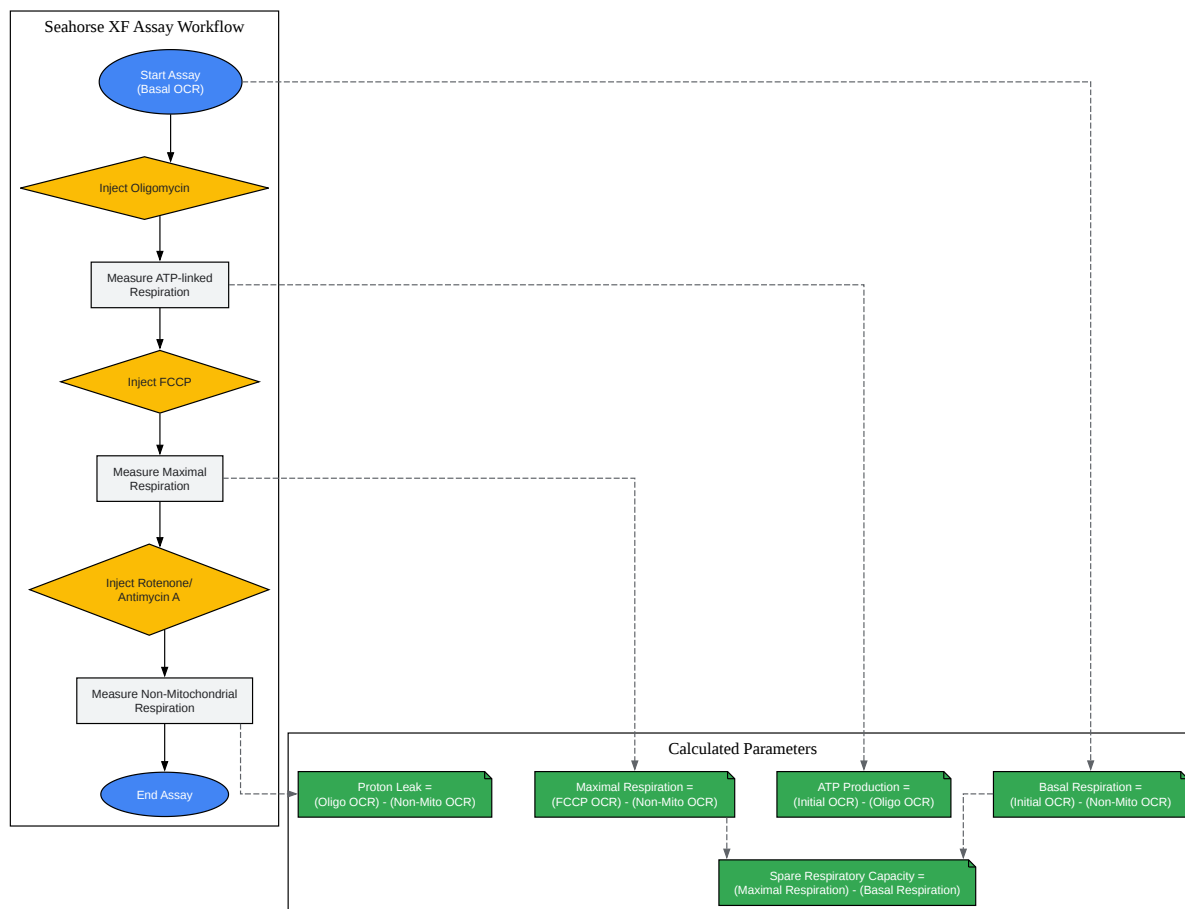 Seahorse XF Assay Workflow
Start Assay
(Basal OCR)
Inject Oligomycin
Measure ATP-linked
Respiration
Inject FCCP
Measure Maximal
Respiration
Inject Rotenone/
Antimycin A
Measure Non-Mitochondrial
Respiration
End Assay
Calculated Parameters
Proton Leak =
(Oligo OCR) - (Non-Mito OCR)
Maximal Respiration =
(FCCP OCR) - (Non-Mito OCR)
ATP Production =
(Initial OCR) - (Oligo OCR)
Basal Respiration =
(Initial OCR) - (Non-Mito OCR)
Spare Respiratory Capacity =
(Maximal Respiration) - (Basal Respiration)